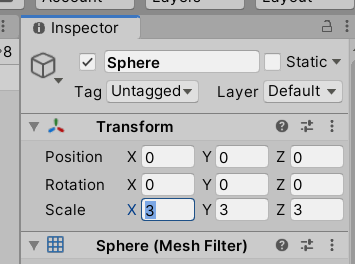 Inspector
8
Sphere
Static
Tag Untagged Layer Default
Transform
Position X 0 Y 0 Z 0
Rotation X 0 Y 0 Z 0
Scale X 3 Y 3 Z 3
Sphere (Mesh Filter)